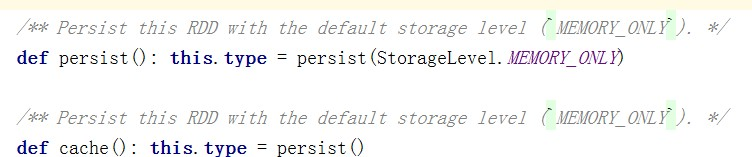 /** Persist this RDD with the default storage level (`MEMORY_ONLY`). */
def persist(): this.type = persist(StorageLevel.MEMORY_ONLY)
/** Persist this RDD with the default storage level (`MEMORY_ONLY`). */
def cache(): this.type = persist()